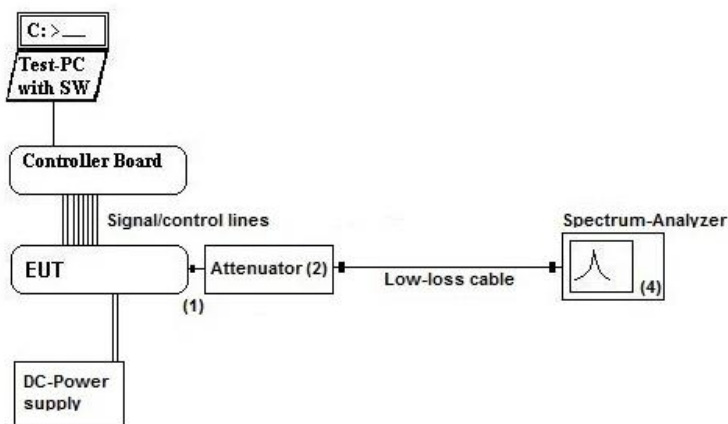 C: >__
Test-PC
with SW
Controller Board
Signal/control lines
Spectrum-Analyzer
EUT
Attenuator (2)
Low-loss cable
(4)
(1)
DC-Power
supply